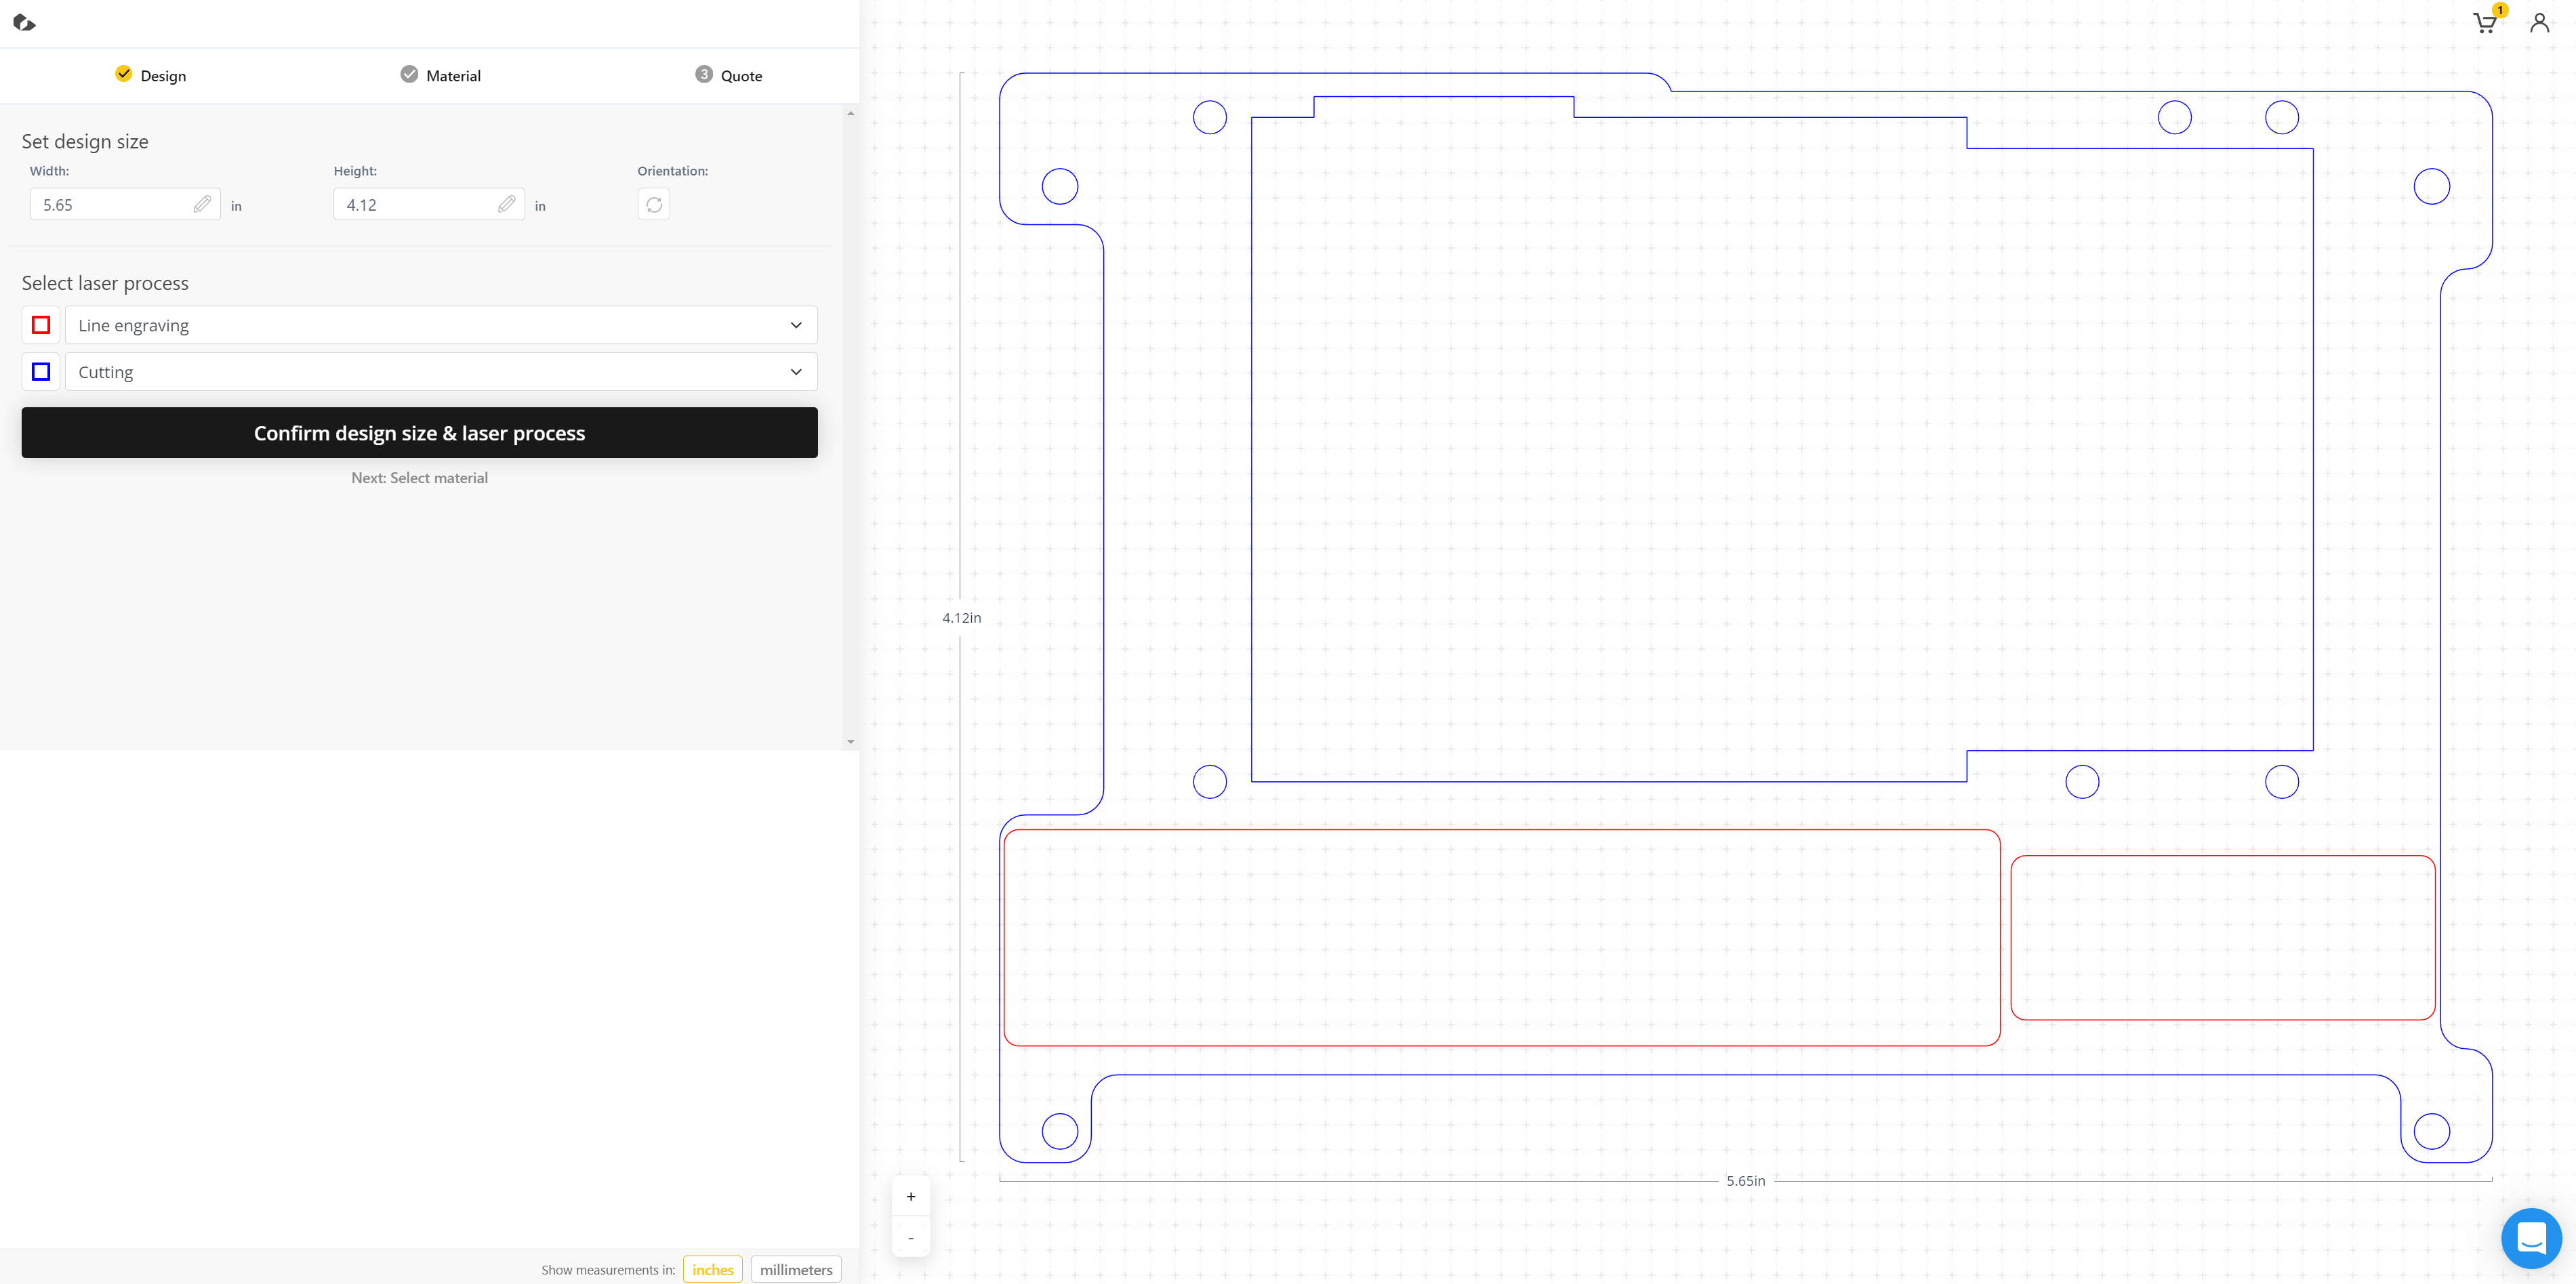 1
Design
Material
3 Quote
Set design size
Width: Height: Orientation:
5.65 in 4.12 in
Select laser process
Line engraving
Cutting
Confirm design size & laser process
Next: Select material
4.12in
5.65in
+
-
Show measurements in: inches millimeters